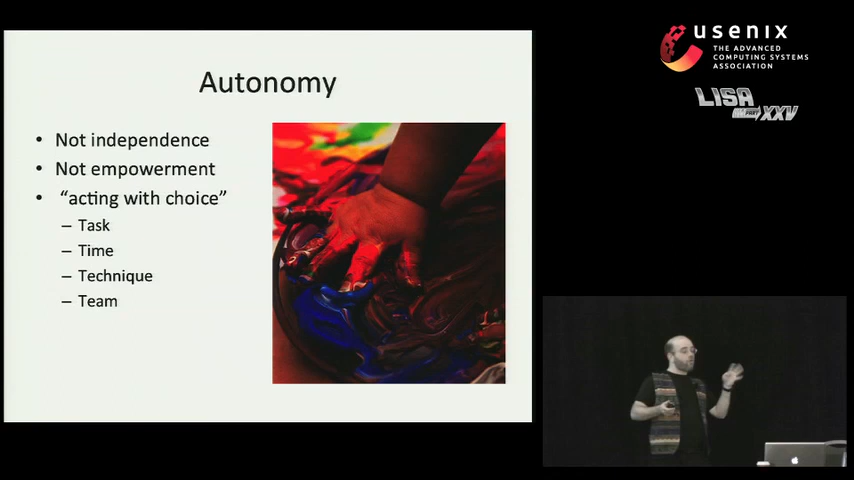 Autonomy
• Not independence
• Not empowerment
• “acting with choice”
– Task
– Time
– Technique
– Team
usenix
THE ADVANCED
COMPUTING SYSTEMS
ASSOCIATION
LISA
PART XXV